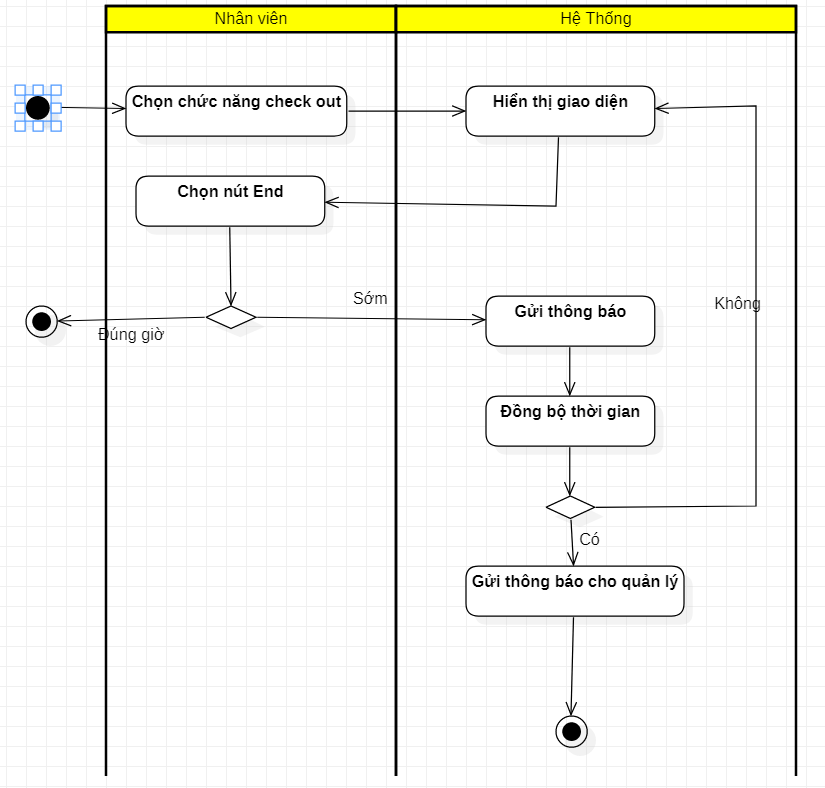 Nhân viên
Hệ Thống
Chọn chức năng check out
Hiển thị giao diện
Chọn nút End
Sớm
Gửi thông báo
Không
Đúng giờ
Đồng bộ thời gian
Có
Gửi thông báo cho quản lý